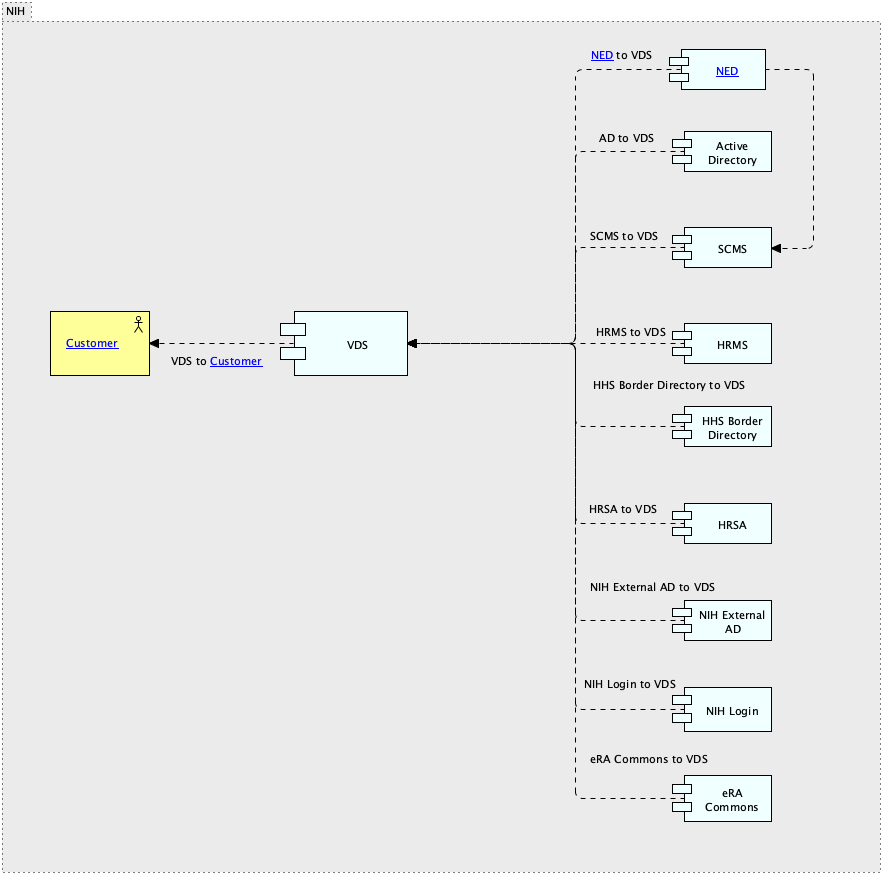 NIH
NED to VDS
NED
AD to VDS
Active
Directory
SCMS to VDS
SCMS
HRMS to VDS
HRMS
Customer
VDS
VDS to Customer
HHS Border Directory to VDS
HHS Border
Directory
HRSA to VDS
HRSA
NIH External AD to VDS
NIH External
AD
NIH Login to VDS
NIH Login
eRA Commons to VDS
eRA
Commons